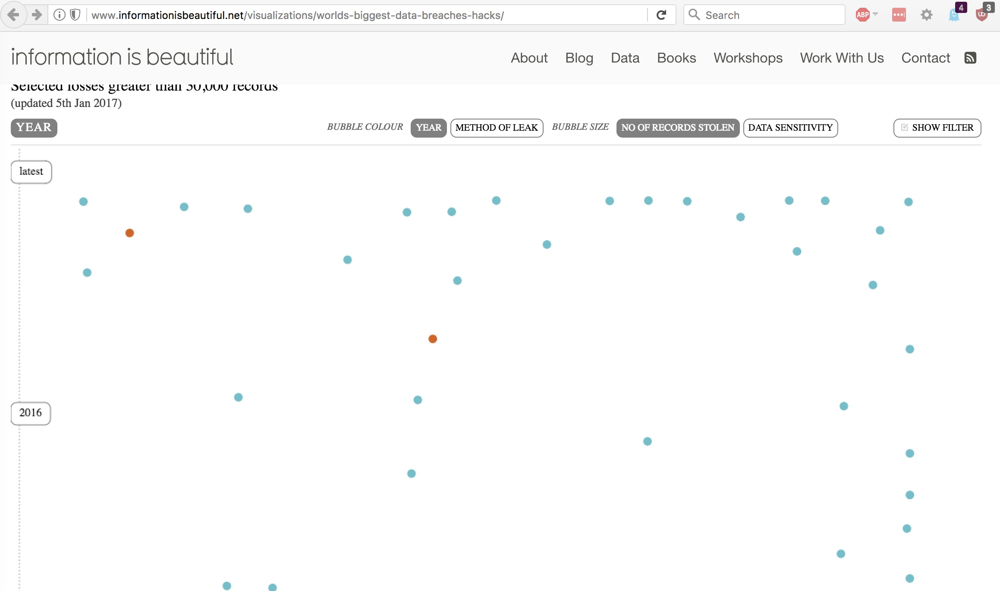 www.informationisbeautiful.net/visualizations/worlds-biggest-data-breaches-hacks/
Search
ABP
4
3
information is beautiful
About Blog Data Books Workshops Work With Us Contact
Selected losses greater than 30,000 records
(updated 5th Jan 2017)
YEAR
BUBBLE COLOUR YEAR METHOD OF LEAK BUBBLE SIZE NO OF RECORDS STOLEN DATA SENSITIVITY SHOW FILTER
latest
2016